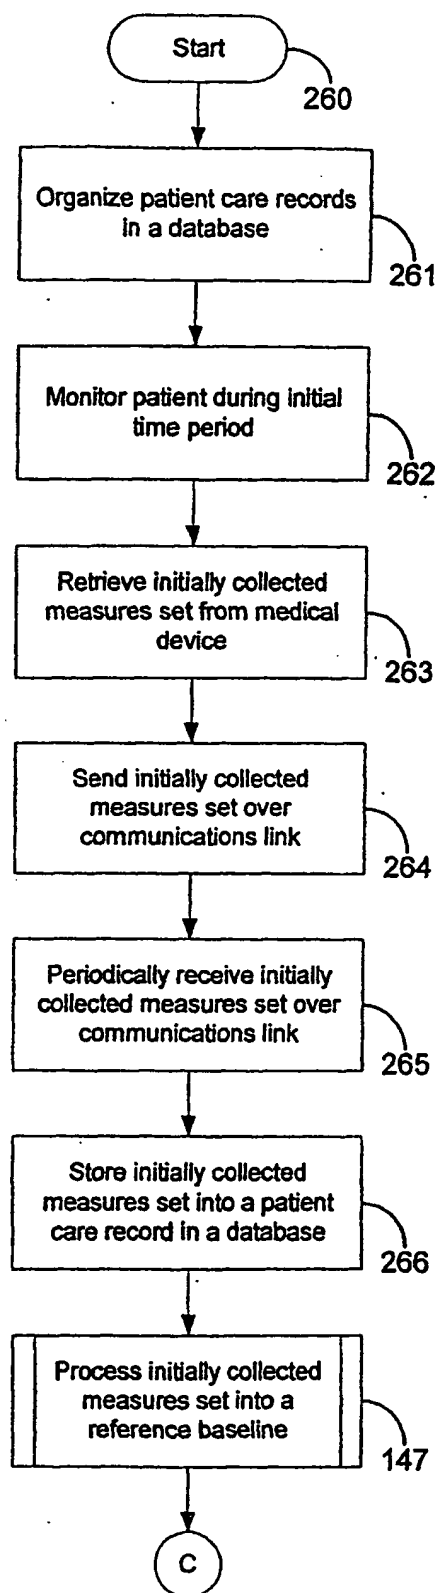 Start
260
Organize patient care records
in a database
261
Monitor patient during initial
time period
262
Retrieve initially collected
measures set from medical
device
263
Send initially collected
measures set over
communications link
264
Periodically receive initially
collected measures set over
communications link
265
Store initially collected
measures set into a patient
care record in a database
266
Process initially collected
measures set into a
reference baseline
147
C